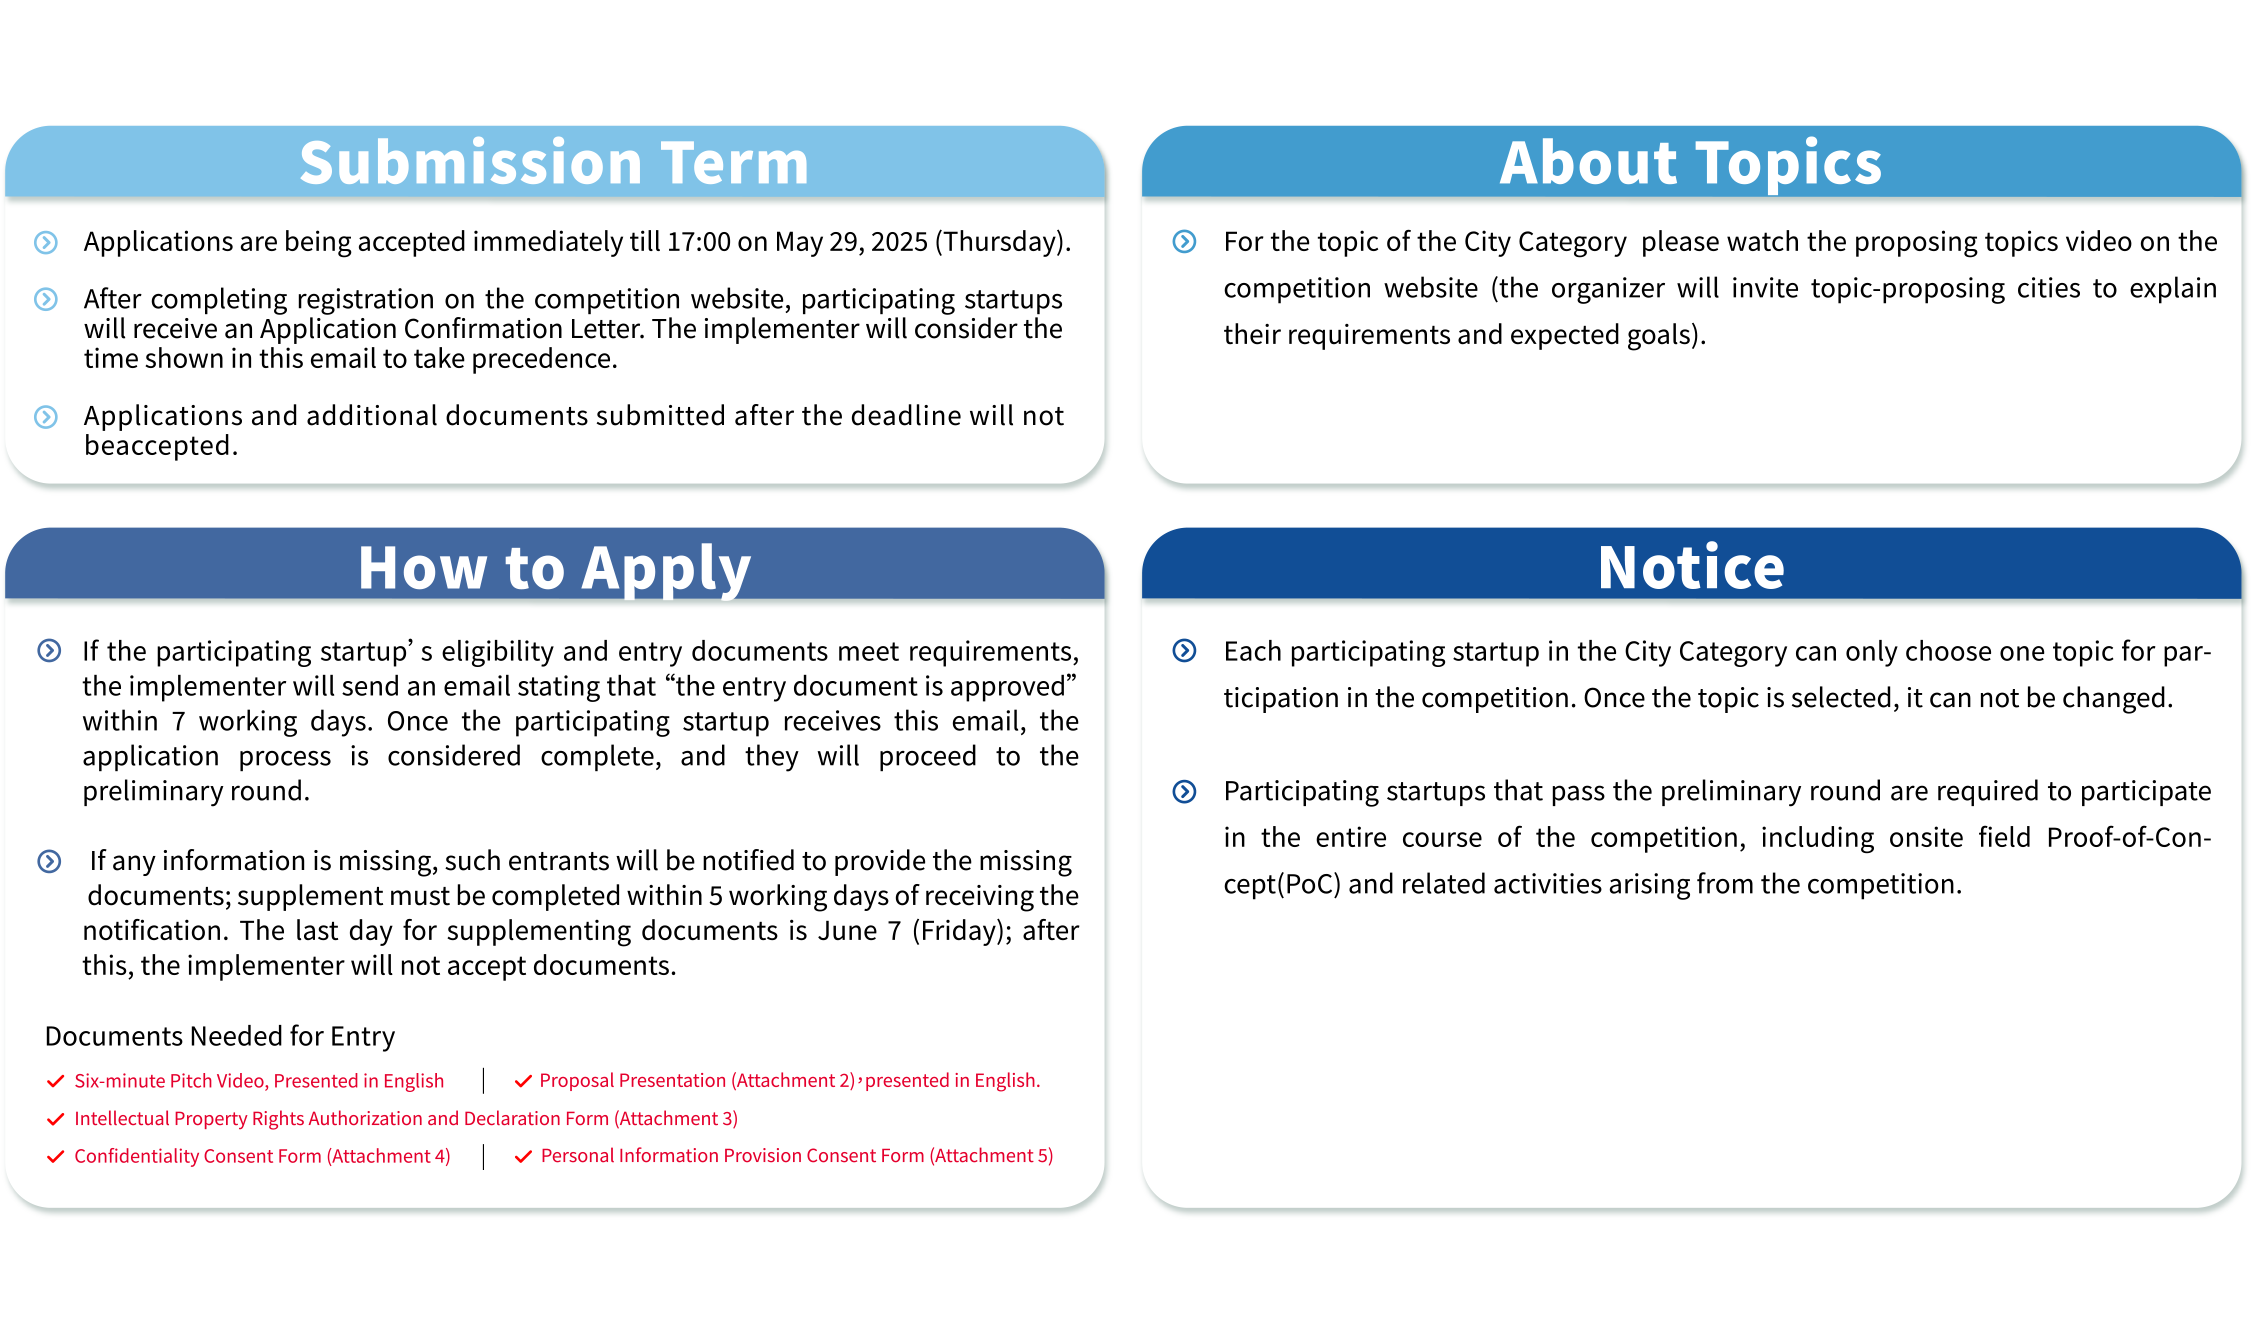 Submission Term
Applications are being accepted immediately till 17:00 on May 29, 2025 (Thursday).
After completing registration on the competition website, participating startups
will receive an Application Confirmation Letter. The implementer will consider the
time shown in this email to take precedence.
Applications and additional documents submitted after the deadline will not
beaccepted.
About Topics
For the topic of the City Category  please watch the proposing topics video on the
competition website (the organizer will invite topic-proposing cities to explain
their requirements and expected goals).
How to Apply
If the participating startup’ s eligibility and entry documents meet requirements,
the implementer will send an email stating that “the entry document is approved”
within 7 working days. Once the participating startup receives this email, the
application process is considered complete, and they will proceed to the
preliminary round.
If any information is missing, such entrants will be notified to provide the missing
documents; supplement must be completed within 5 working days of receiving the
notification. The last day for supplementing documents is June 7 (Friday); after
this, the implementer will not accept documents.
Documents Needed for Entry
Six-minute Pitch Video, Presented in English
Proposal Presentation (Attachment 2),presented in English.
Intellectual Property Rights Authorization and Declaration Form (Attachment 3)
Confidentiality Consent Form (Attachment 4)
Personal Information Provision Consent Form (Attachment 5)
Notice
Each participating startup in the City Category can only choose one topic for par-
ticipation in the competition. Once the topic is selected, it can not be changed.
Participating startups that pass the preliminary round are required to participate
in the entire course of the competition, including onsite field Proof-of-Con-
cept(PoC) and related activities arising from the competition.